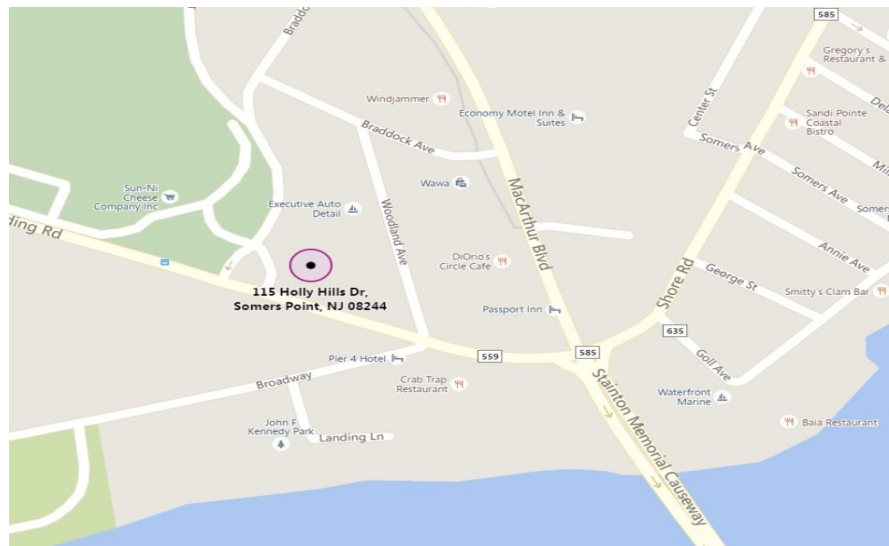 585
Gregory's
Restaurant &
Braddo
Center St
Windjammer
Economy Motel Inn &
Suites
Sandi Pointe
Coastal
Bistro
Braddock Ave
Somers Ave
Sun-Ni
Cheese
Company Inc
Executive Auto
Detail
Woodland Ave
Wawa
MacArthur Blvd
Somers Ave
Somers
ding Rd
DiOrio's
Circle Cafe
Annie Ave
115 Holly Hills Dr,
Somers Point, NJ 08244
Shore Rd
George St
Smitty's Clam Bar
Passport Inn
635
Pier 4 Hotel
559
585
Goll Ave
Broadway
Crab Trap
Restaurant
Stainton Memorial Causeway
Waterfront
Marine
John F.
Kennedy Park
Landing Ln
Baia Restaurant